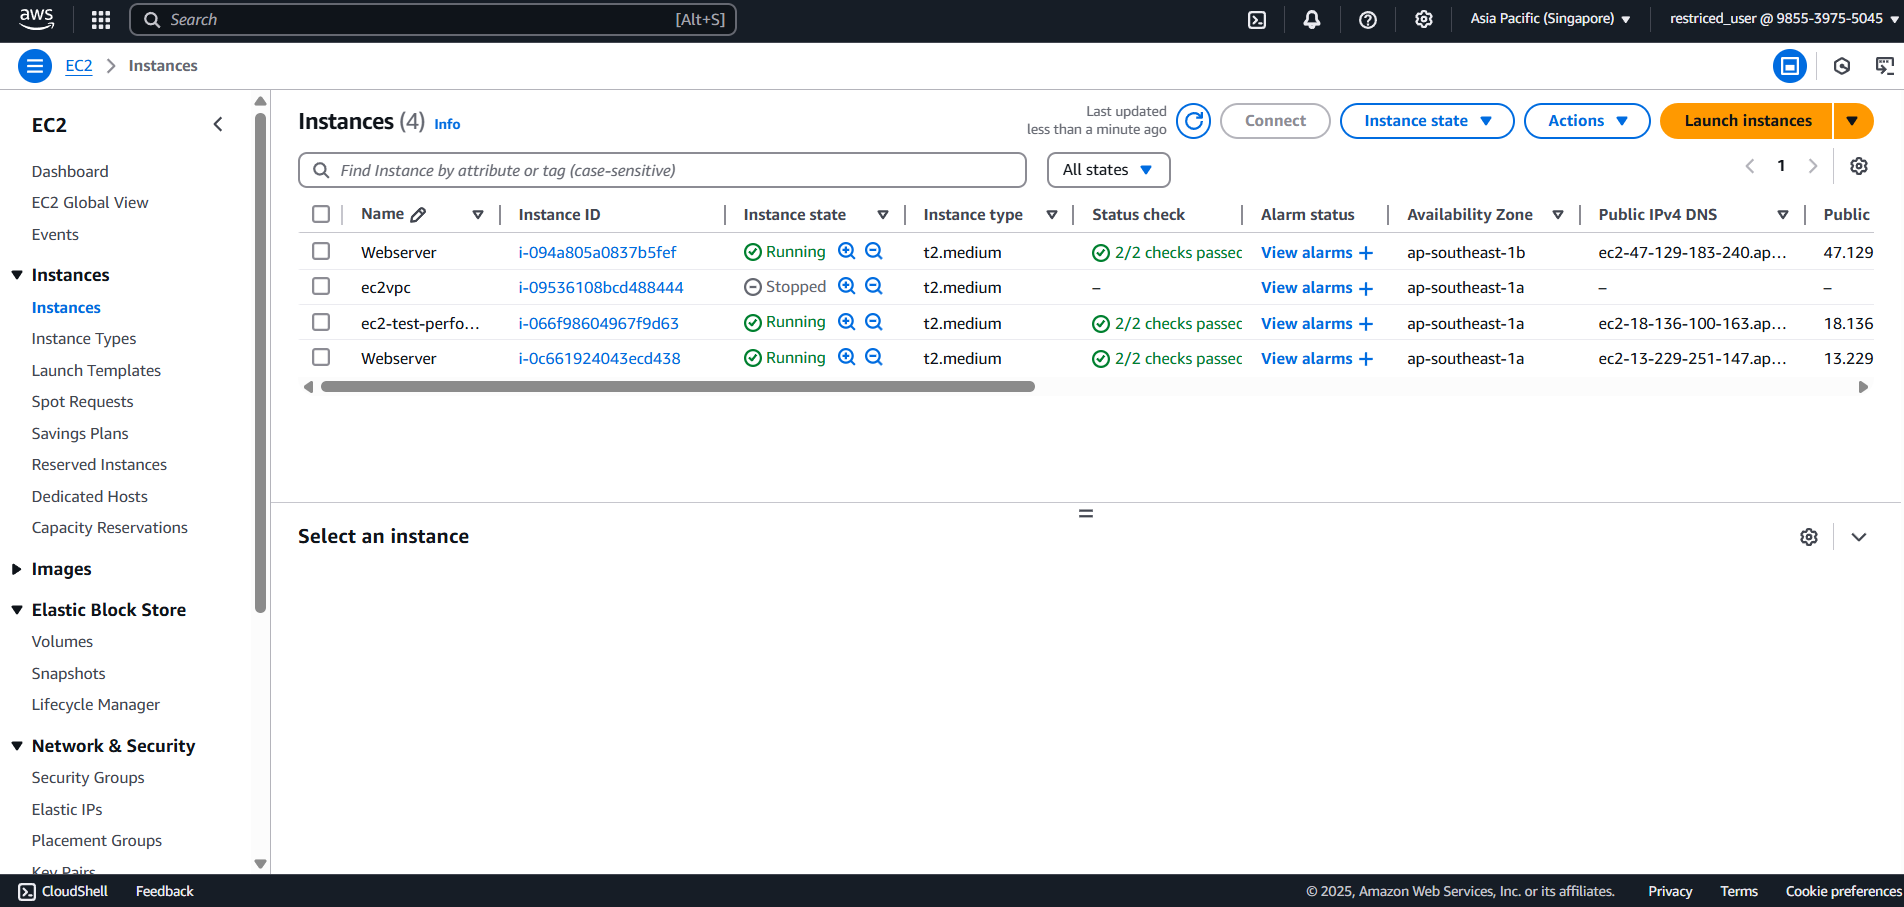 aws
Search [Alt+S]
Asia Pacific (Singapore)
restriced_user @ 9855-3975-5045
EC2
Instances
EC2
Dashboard
EC2 Global View
Events
Instances
Instances
Instance Types
Launch Templates
Spot Requests
Savings Plans
Reserved Instances
Dedicated Hosts
Capacity Reservations
Images
Elastic Block Store
Volumes
Snapshots
Lifecycle Manager
Network & Security
Security Groups
Elastic IPs
Placement Groups
Key Pairs
Instances (4) Info
Last updated
less than a minute ago
Connect
Instance state
Actions
Launch instances
Find Instance by attribute or tag (case-sensitive)
All states
1
Name Instance ID Instance state Instance type Status check Alarm status Availability Zone Public IPv4 DNS Public
Webserver i-094a805a0837b5fef Running t2.medium 2/2 checks passec View alarms + ap-southeast-1b ec2-47-129-183-240.ap... 47.129
ec2vpc i-09536108bcd488444 Stopped t2.medium – View alarms + ap-southeast-1a – –
ec2-test-perfo... i-066f98604967f9d63 Running t2.medium 2/2 checks passec View alarms + ap-southeast-1a ec2-18-136-100-163.ap... 18.136
Webserver i-0c661924043ecd438 Running t2.medium 2/2 checks passec View alarms + ap-southeast-1a ec2-13-229-251-147.ap... 13.229
Select an instance
CloudShell
Feedback
© 2025, Amazon Web Services, Inc. or its affiliates.
Privacy
Terms
Cookie preferences